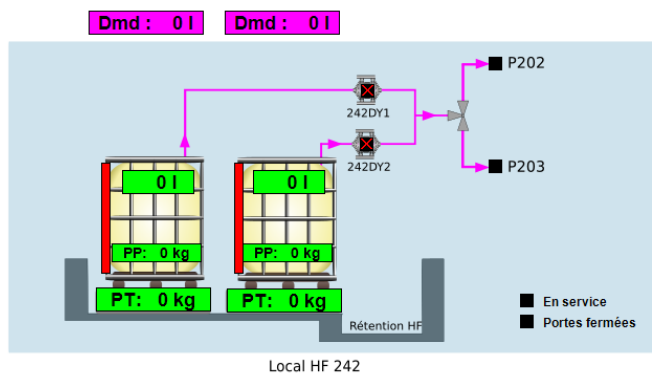 Dmd : 0 l
Dmd : 0 l
P202
242DY1
242DY2
P203
0 l
0 l
PP: 0 kg
PP: 0 kg
PT: 0 kg
PT: 0 kg
En service
Rétention HF
Portes fermées
Local HF 242